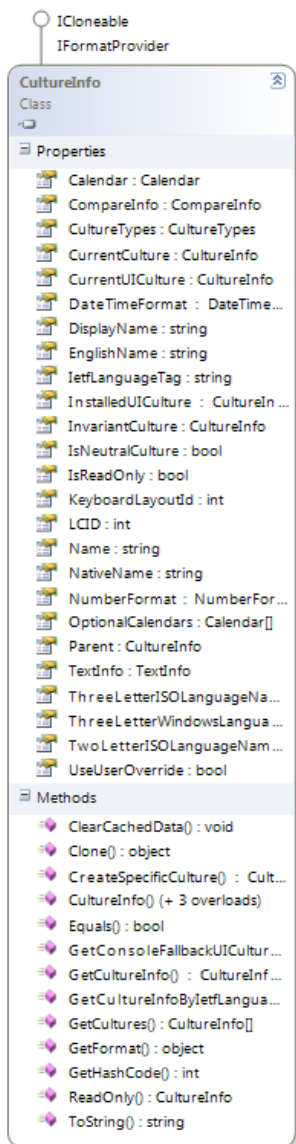 ICloneable
IFormatProvider
CultureInfo
Class
Properties
Calendar : Calendar
CompareInfo : CompareInfo
CultureTypes : CultureTypes
CurrentCulture : CultureInfo
CurrentUICulture : CultureInfo
DateTimeFormat : DateTime...
DisplayName : string
EnglishName : string
IetfLanguageTag : string
InstalledUICulture : CultureIn...
InvariantCulture : CultureInfo
IsNeutralCulture : bool
IsReadOnly : bool
KeyboardLayoutId : int
LCID : int
Name : string
NativeName : string
NumberFormat : NumberFor...
OptionalCalendars : Calendar[]
Parent : CultureInfo
TextInfo : TextInfo
ThreeLetterISOLanguageNa...
ThreeLetterWindowsLangua...
TwoLetterISOLanguageNam...
UseUserOverride : bool
Methods
ClearCachedData() : void
Clone() : object
CreateSpecificCulture() : Cult...
CultureInfo() (+ 3 overloads)
Equals() : bool
GetConsoleFallbackUICultur...
GetCultureInfo() : CultureInf...
GetCultureInfoByIetfLangua...
GetCultures() : CultureInfo[]
GetFormat() : object
GetHashCode() : int
ReadOnly() : CultureInfo
ToString() : string